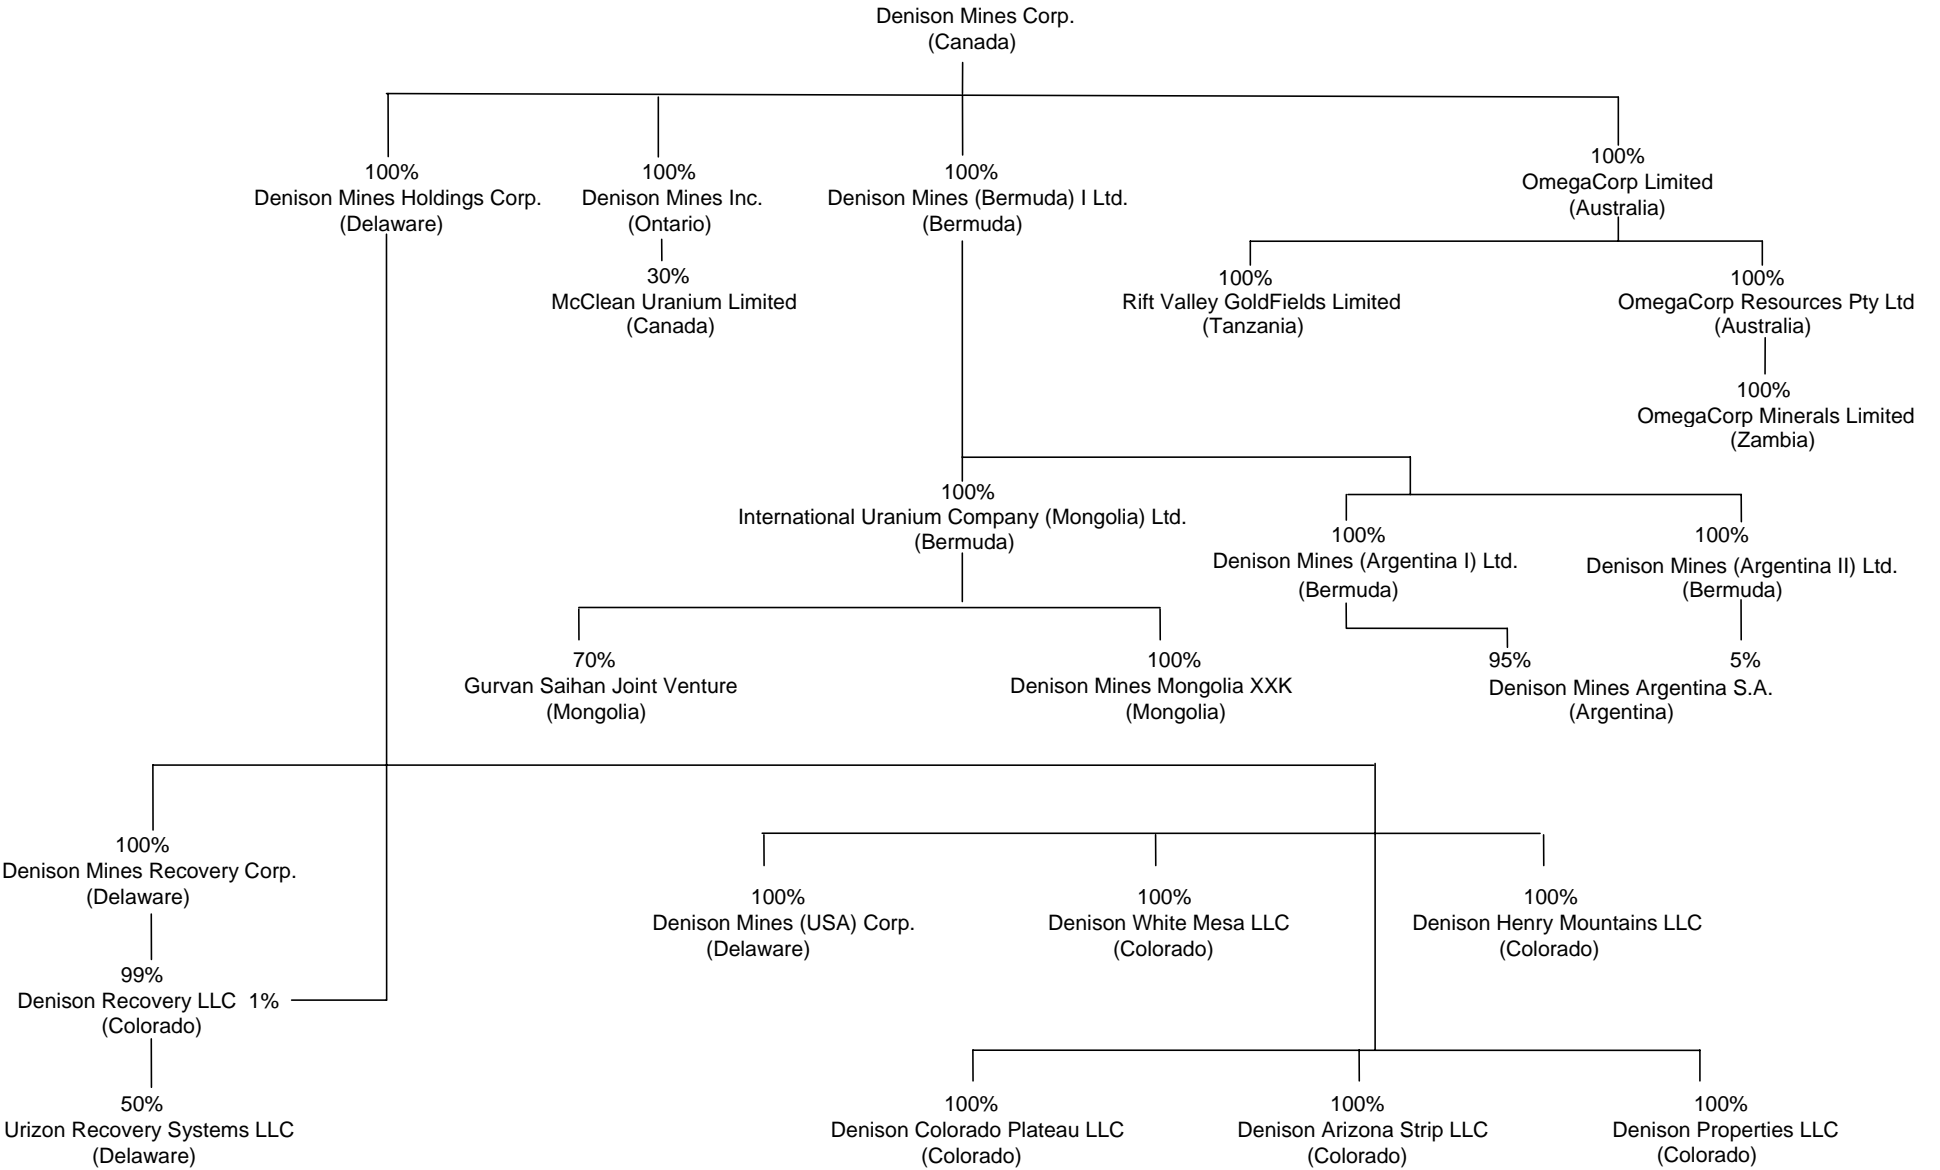 Denison Mines Corp.
(Canada)
100%
Denison Mines Holdings Corp.
(Delaware)
100%
Denison Mines Inc.
(Ontario)
30%
McClean Uranium Limited
(Canada)
100%
Denison Mines (Bermuda) I Ltd.
(Bermuda)
100%
OmegaCorp Limited
(Australia)
100%
Rift Valley GoldFields Limited
(Tanzania)
100%
OmegaCorp Resources Pty Ltd
(Australia)
100%
OmegaCorp Minerals Limited
(Zambia)
100%
International Uranium Company (Mongolia) Ltd.
(Bermuda)
100%
Denison Mines (Argentina I) Ltd.
(Bermuda)
100%
Denison Mines (Argentina II) Ltd.
(Bermuda)
70%
Gurvan Saihan Joint Venture
(Mongolia)
100%
Denison Mines Mongolia XXK
(Mongolia)
95% 5%
Denison Mines Argentina S.A.
(Argentina)
100%
Denison Mines Recovery Corp.
(Delaware)
99%
Denison Recovery LLC 1%
(Colorado)
50%
Urizon Recovery Systems LLC
(Delaware)
100%
Denison Mines (USA) Corp.
(Delaware)
100%
Denison White Mesa LLC
(Colorado)
100%
Denison Henry Mountains LLC
(Colorado)
100%
Denison Colorado Plateau LLC
(Colorado)
100%
Denison Arizona Strip LLC
(Colorado)
100%
Denison Properties LLC
(Colorado)